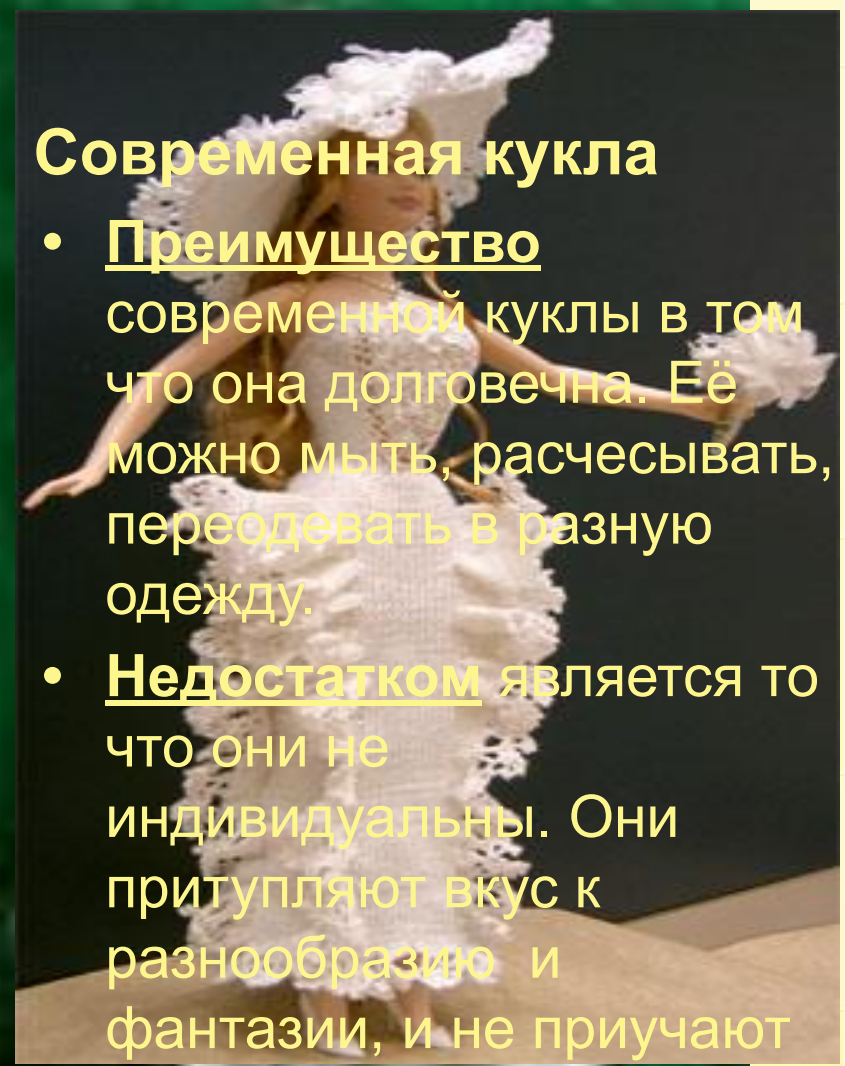 Современная кукла
• Преимущество
современной куклы в том
что она долговечна. Её
можно мыть, расчесывать,
переодевать в разную
одежду.
• Недостатком является то
что они не
индивидуальны. Они
притупляют вкус к
разнообразию и
фантазии, и не приучают